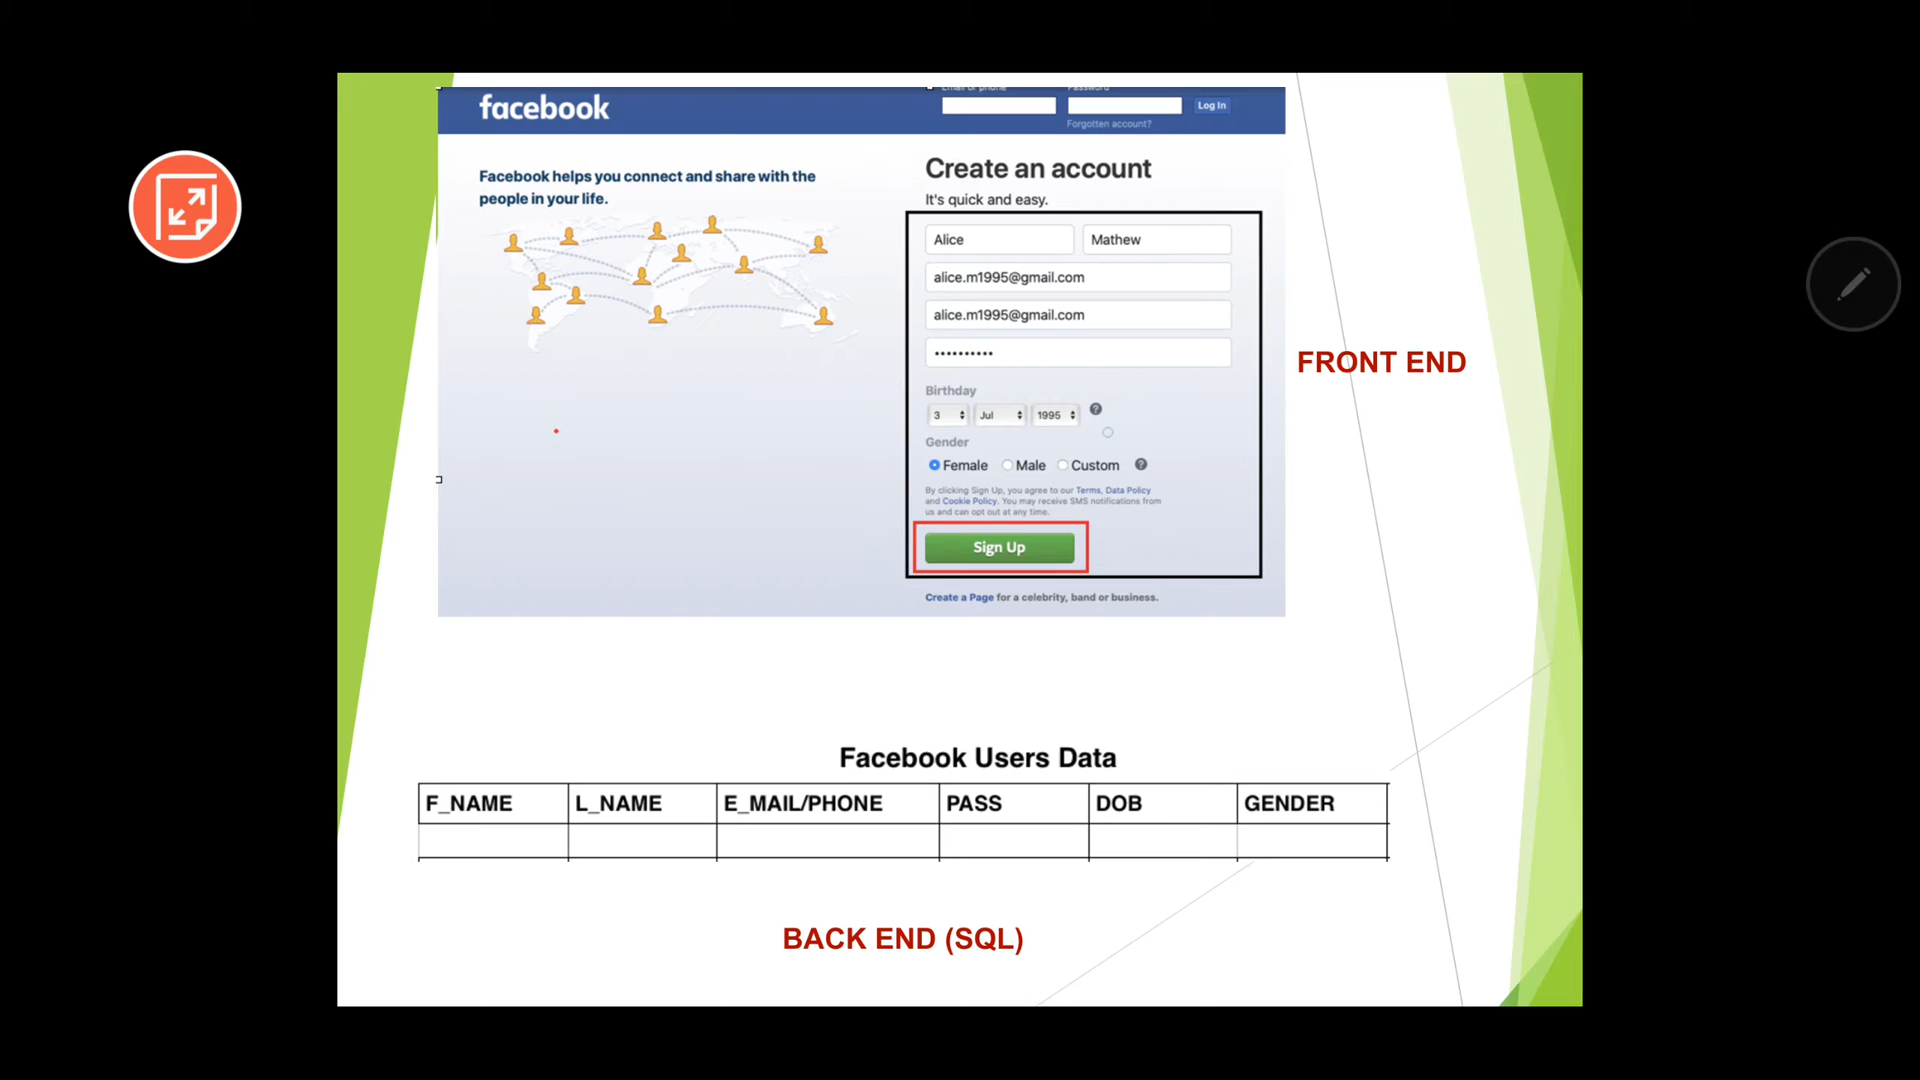 facebook
Email or phone
Password
Log In
Forgotten account?
Facebook helps you connect and share with the
people in your life.
Create an account
It's quick and easy.
Alice
Mathew
alice.m1995@gmail.com
alice.m1995@gmail.com
••••••••••
Birthday
3
Jul
1995
?
Gender
Female
Male
Custom
?
By clicking Sign Up, you agree to our Terms, Data Policy
and Cookie Policy. You may receive SMS notifications from
us and can opt out at any time.
Sign Up
Create a Page for a celebrity, band or business.
FRONT END
Facebook Users Data
F_NAME
L_NAME
E_MAIL/PHONE
PASS
DOB
GENDER
BACK END (SQL)